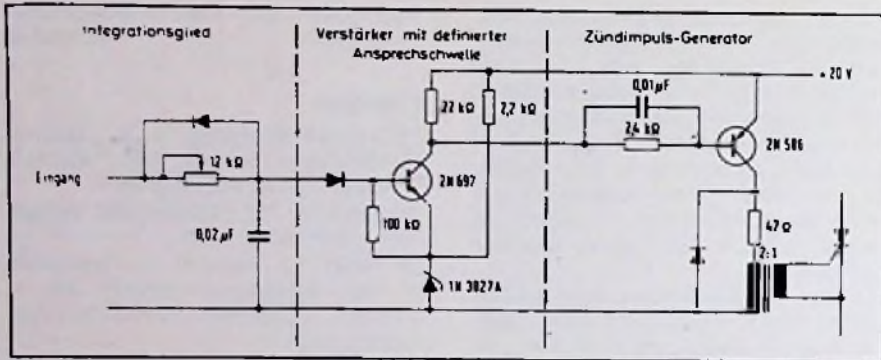 Integrationsglied
Verstärker mit definierter
Ansprechschwelle
Zündimpuls-Generator
+20 V
0,01 µF
22 kΩ
2,2 kΩ
2,4 kΩ
2N 586
12 kΩ
Eingang
2N 697
100 kΩ
47 Ω
0,02 µF
2:1
1N 3827A